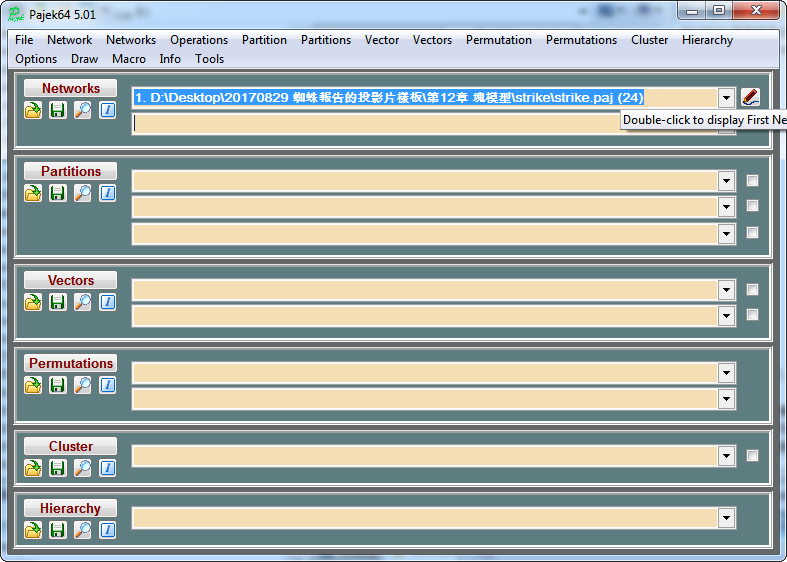 Pajek64 5.01
File Network Networks Operations Partition Partitions Vector Vectors Permutation Permutations Cluster Hierarchy
Options Draw Macro Info Tools
Networks
1. D:\Desktop\20170829 蜘蛛報告的投影片樣板\第12章 塊模型\strike\strike.paj (24)
Double-click to display First Ne
Partitions
Vectors
Permutations
Cluster
Hierarchy